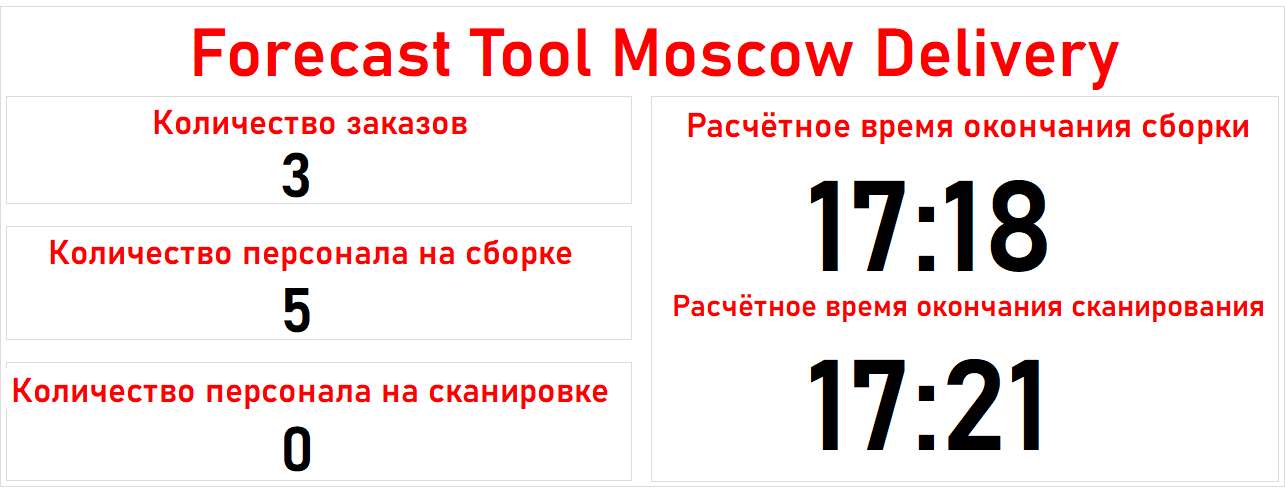 Forecast Tool Moscow Delivery
Количество заказов
3
Количество персонала на сборке
5
Количество персонала на сканировке
0
Расчётное время окончания сборки
17:18
Расчётное время окончания сканирования
17:21